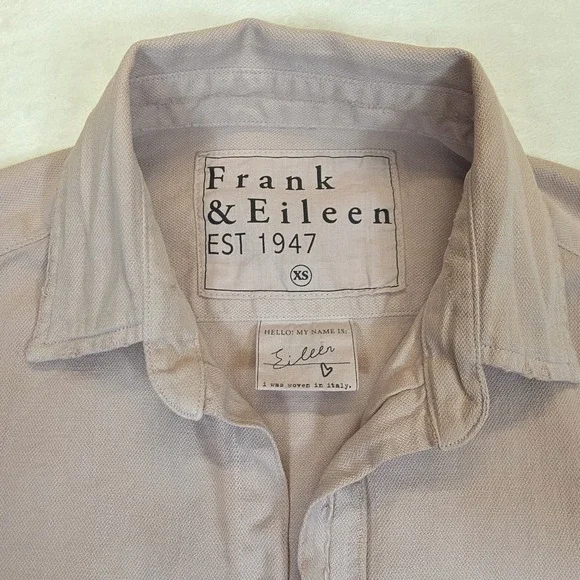 Frank
& Eileen
EST 1947
XS
HELLO! MY NAME IS:
Eileen
i was woven in italy.